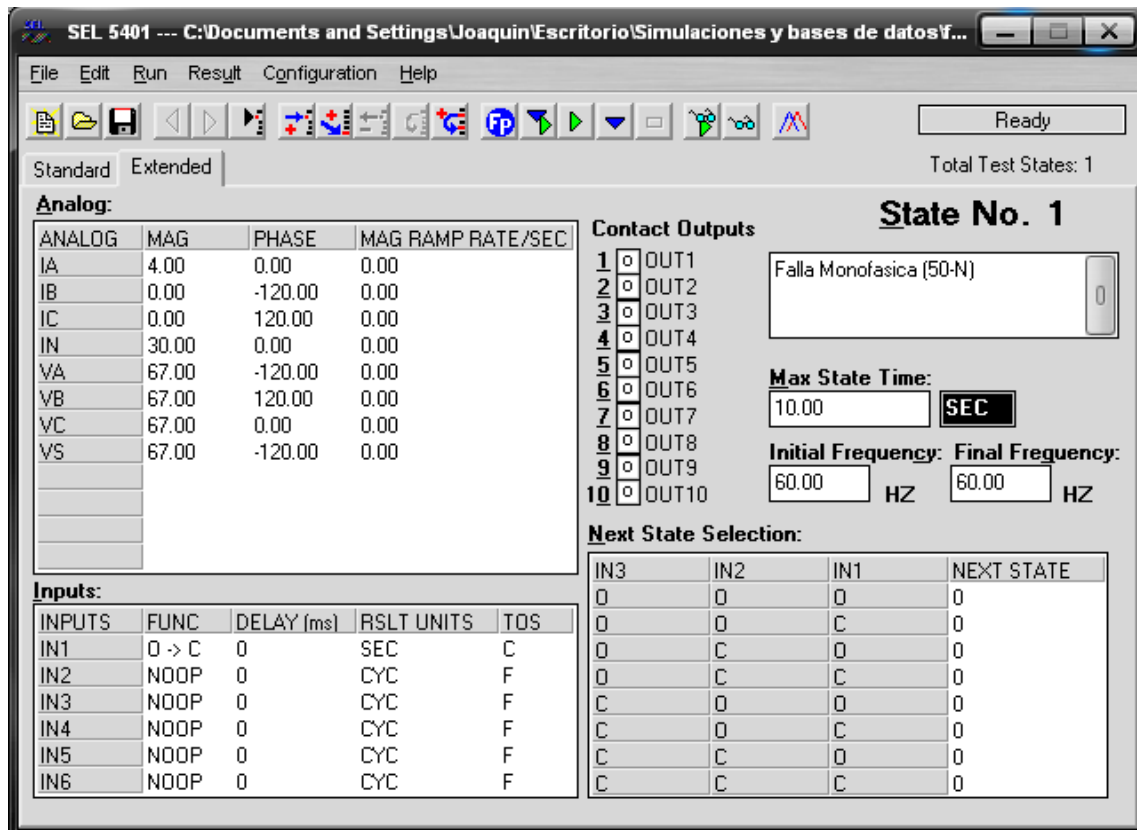 SEL 5401 --- C:\Documents and Settings\Joaquin\Escritorio\Simulaciones y bases de datos\f...
File Edit Run Result Configuration Help
FP
Ready
Standard Extended
Total Test States: 1
Analog:
ANALOG MAG PHASE MAG RAMP RATE/SEC
IA 4.00 0.00 0.00
IB 0.00 -120.00 0.00
IC 0.00 120.00 0.00
IN 30.00 0.00 0.00
VA 67.00 -120.00 0.00
VB 67.00 120.00 0.00
VC 67.00 0.00 0.00
VS 67.00 -120.00 0.00
Contact Outputs
1 O OUT1
2 O OUT2
3 O OUT3
4 O OUT4
5 O OUT5
6 O OUT6
7 O OUT7
8 O OUT8
9 O OUT9
10 O OUT10
State No. 1
Falla Monofasica (50-N)
0
Max State Time:
10.00 SEC
Initial Frequency: Final Frequency:
60.00 HZ 60.00 HZ
Inputs:
INPUTS FUNC DELAY (ms) RSLT UNITS TOS
IN1 O -> C 0 SEC C
IN2 NOOP 0 CYC F
IN3 NOOP 0 CYC F
IN4 NOOP 0 CYC F
IN5 NOOP 0 CYC F
IN6 NOOP 0 CYC F
Next State Selection:
IN3 IN2 IN1 NEXT STATE
O O O 0
O O C 0
O C O 0
O C C 0
C O O 0
C O C 0
C C O 0
C C C 0